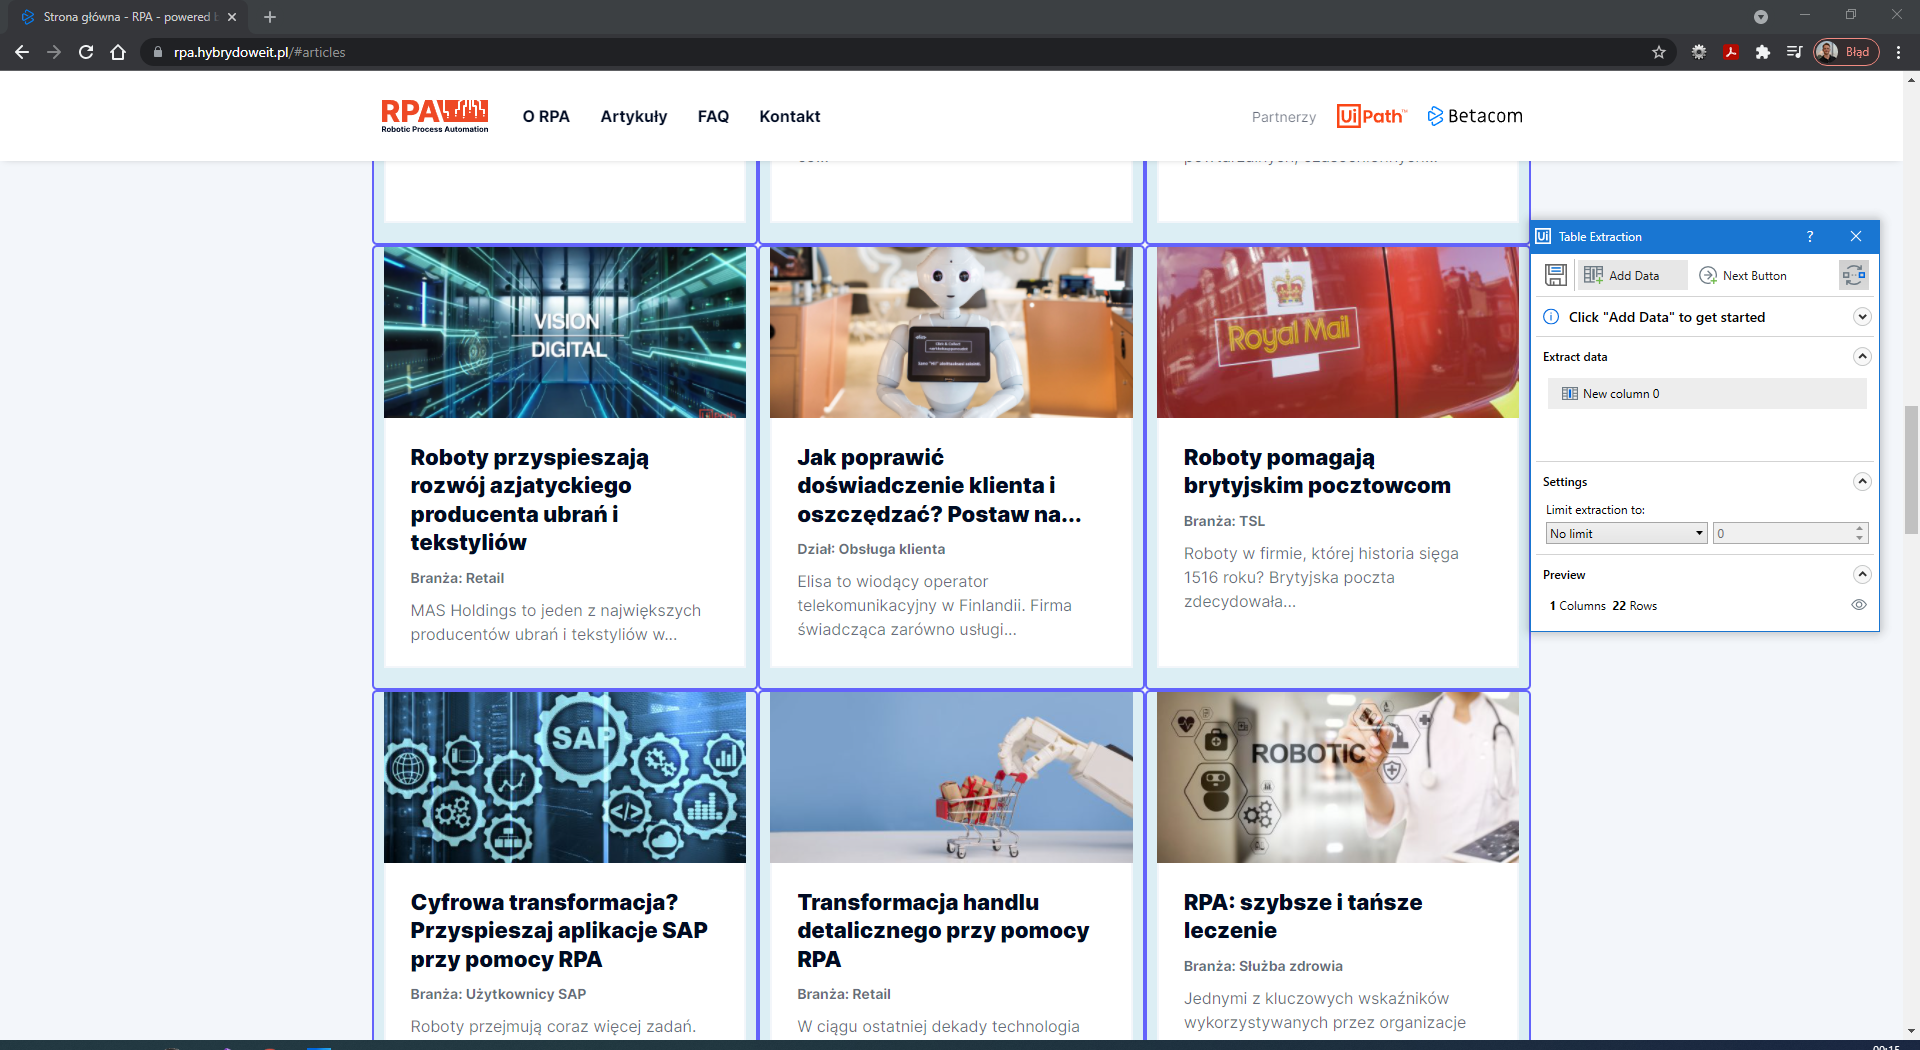 Strona główna - RPA - powered
rpa.hybrydoweit.pl/#articles
Błąd
RPA
Robotic Process Automation
O RPA
Artykuły
FAQ
Kontakt
Partnerzy
UiPath™
Betacom
VISION
DIGITAL
Royal Mail
Roboty przyspieszają
rozwój azjatyckiego
producenta ubrań i
tekstyliów
Branża: Retail
MAS Holdings to jeden z największych
producentów ubrań i tekstyliów w...
Jak poprawić
doświadczenie klienta i
oszczędzać? Postaw na...
Dział: Obsługa klienta
Elisa to wiodący operator
telekomunikacyjny w Finlandii. Firma
świadcząca zarówno usługi...
Roboty pomagają
brytyjskim pocztowcom
Branża: TSL
Roboty w firmie, której historia sięga
1516 roku? Brytyjska poczta
zdecydowała...
SAP
ROBOTIC
Cyfrowa transformacja?
Przyspieszaj aplikacje SAP
przy pomocy RPA
Branża: Użytkownicy SAP
Roboty przejmują coraz więcej zadań.
Transformacja handlu
detalicznego przy pomocy
RPA
Branża: Retail
W ciągu ostatniej dekady technologia
RPA: szybsze i tańsze
leczenie
Branża: Służba zdrowia
Jednymi z kluczowych wskaźników
wykorzystywanych przez organizacje
Ui Table Extraction
?
Add Data
Next Button
Click "Add Data" to get started
Extract data
New column 0
Settings
Limit extraction to:
No limit
0
Preview
1 Columns 22 Rows